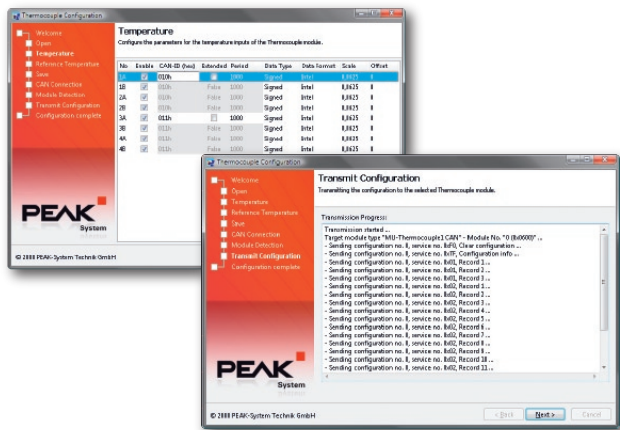 Thermocouple Configuration
Welcome
Open
Temperature
Reference Temperature
Save
CAN Connection
Module Detection
Transmit Configuration
Configuration complete
PEAK
System
© 2008 PEAK-System Technik GmbH
Temperature
Configure the parameters for the temperature inputs of the Thermocouple module.
No Enable CAN-ID (hex) Extended Period Data Type Data Format Scale Offset
1A 010h 1000 Signed Intel 0,0625 0
1B 010h False 1000 Signed Intel 0,0625 0
2A 010h False 1000 Signed Intel 0,0625 0
2B 010h False 1000 Signed Intel 0,0625 0
3A 011h 1000 Signed Intel 0,0625 0
3B 011h False 1000 Signed Intel 0,0625 0
4A 011h False 1000 Signed Intel 0,0625 0
4B 011h False 1000 Signed Intel 0,0625 0
Thermocouple Configuration
Welcome
Open
Temperature
Reference Temperature
Save
CAN Connection
Module Detection
Transmit Configuration
Configuration complete
PEAK
System
© 2008 PEAK-System Technik GmbH
Transmit Configuration
Transmitting the configuration to the selected Thermocouple module.
Transmission Progress:
Transmission started ...
Target module type "MU-Thermocouple1 CAN" - Module No. "0 (0x0600)" ...
- Sending configuration no. 0, service no. 0xF0, Clear configuration ...
- Sending configuration no. 0, service no. 0x7F, Configuration info ...
- Sending configuration no. 0, service no. 0x01, Record 1 ...
- Sending configuration no. 0, service no. 0x01, Record 2 ...
- Sending configuration no. 0, service no. 0x01, Record 3 ...
- Sending configuration no. 0, service no. 0x02, Record 1 ...
- Sending configuration no. 0, service no. 0x02, Record 2 ...
- Sending configuration no. 0, service no. 0x02, Record 3 ...
- Sending configuration no. 0, service no. 0x02, Record 4 ...
- Sending configuration no. 0, service no. 0x02, Record 5 ...
- Sending configuration no. 0, service no. 0x02, Record 6 ...
- Sending configuration no. 0, service no. 0x02, Record 7 ...
- Sending configuration no. 0, service no. 0x02, Record 8 ...
- Sending configuration no. 0, service no. 0x02, Record 9 ...
- Sending configuration no. 0, service no. 0x02, Record 10 ...
- Sending configuration no. 0, service no. 0x02, Record 11 ...
< Back Next > Cancel